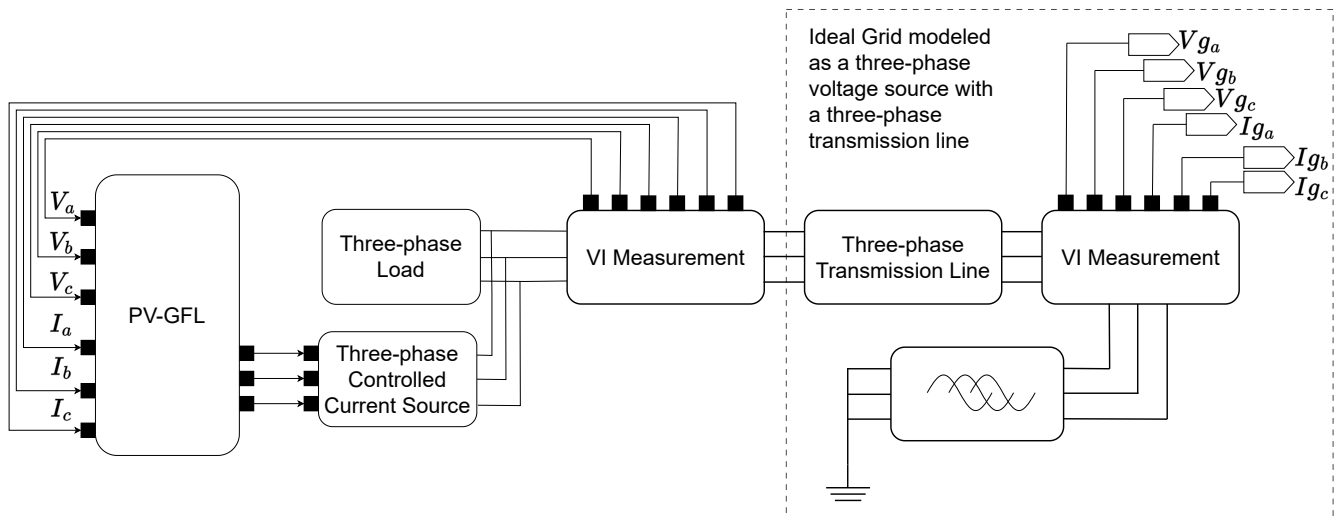 Ideal Grid modeled
as a three-phase
voltage source with
a three-phase
transmission line
Vg_a
Vg_b
Vg_c
Ig_a
Ig_b
Ig_c
V_a
V_b
V_c
I_a
I_b
I_c
PV-GFL
Three-phase
Load
Three-phase
Controlled
Current Source
VI Measurement
Three-phase
Transmission Line
VI Measurement